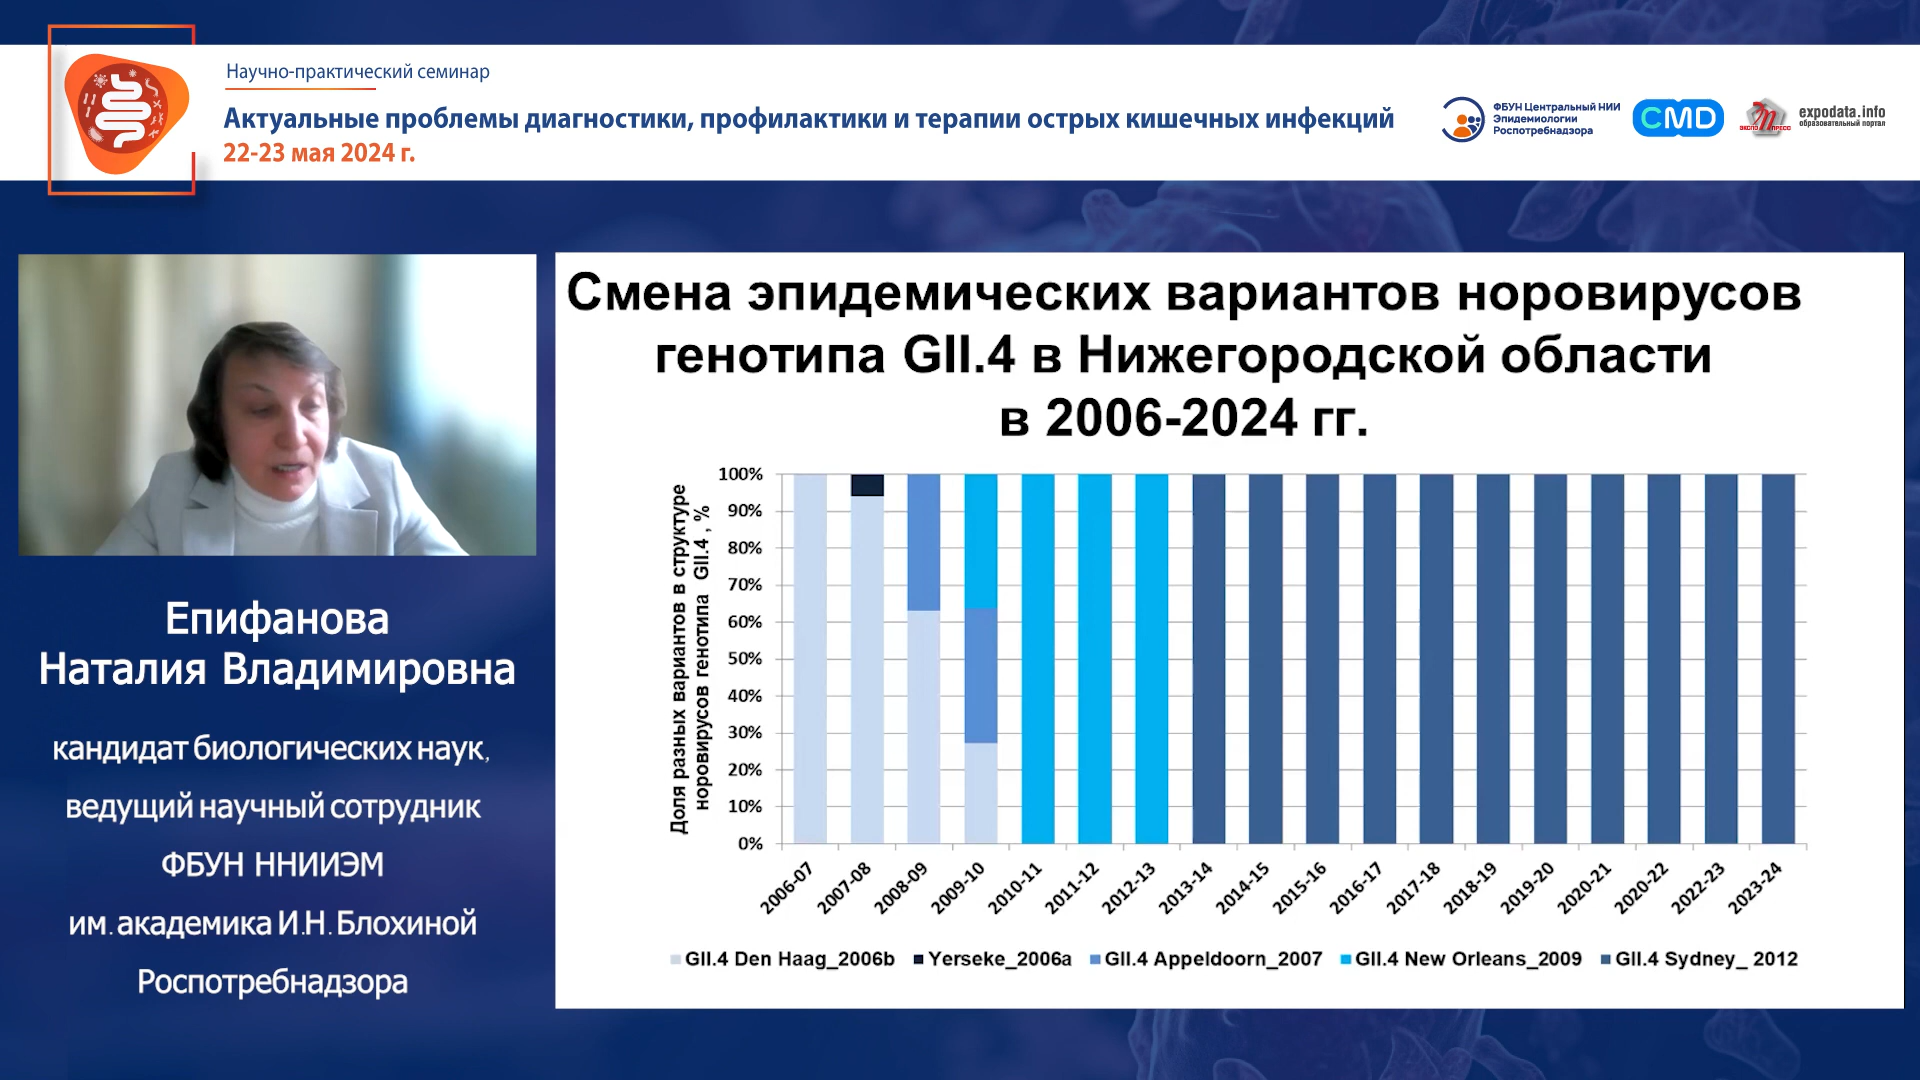 Научно-практический семинар
Актуальные проблемы диагностики, профилактики и терапии острых кишечных инфекций
22-23 мая 2024 г.
ФБУН Центральный НИИ
Эпидемиологии
Роспотребнадзора
CMD
ЭКСПО ПРЕСС
expodata.info
образовательный портал
Епифанова
Наталия Владимировна
кандидат биологических наук,
ведущий научный сотрудник
ФБУН ННИИЭМ
им. академика И.Н. Блохиной
Роспотребнадзора
Смена эпидемических вариантов норовирусов
генотипа GII.4 в Нижегородской области
в 2006-2024 гг.
Доля разных вариантов в структуре
норовирусов генотипа GII.4 , %
100%
90%
80%
70%
60%
50%
40%
30%
20%
10%
0%
2006-07
2007-08
2008-09
2009-10
2010-11
2011-12
2012-13
2013-14
2014-15
2015-16
2016-17
2017-18
2018-19
2019-20
2020-21
2020-22
2022-23
2023-24
GII.4 Den Haag_2006b
Yerseke_2006a
GII.4 Appeldoorn_2007
GII.4 New Orleans_2009
GII.4 Sydney_ 2012